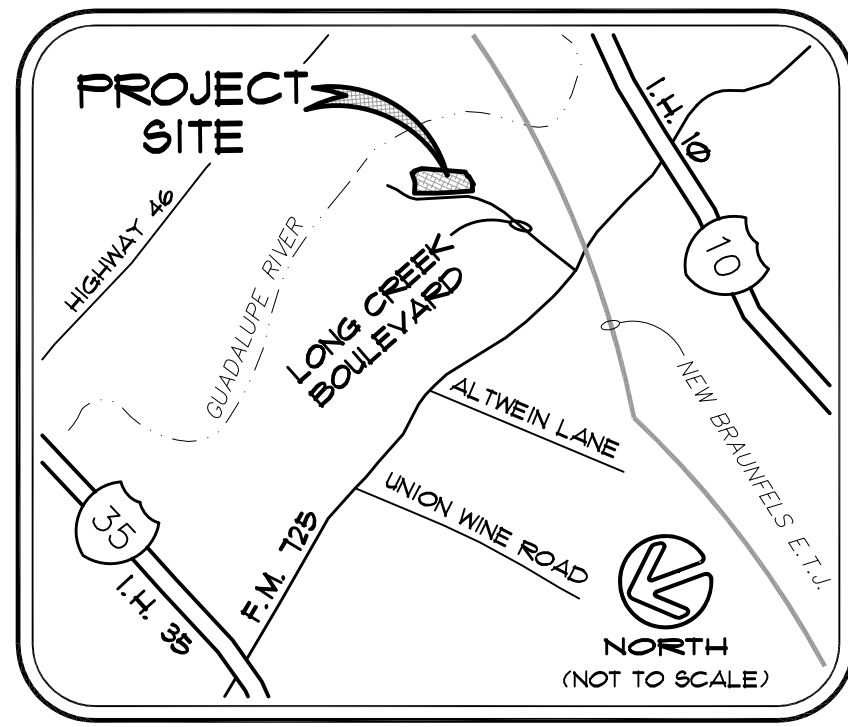 PROJECT
SITE
I.H. 10
10
HIGHWAY 46
GUADALUPE RIVER
LONG CREEK
BOULEVARD
NEW BRAUNFELS E.T.J.
ALTWEIN LANE
UNION WINE ROAD
35
I.H. 35
F.M. 725
NORTH
(NOT TO SCALE)